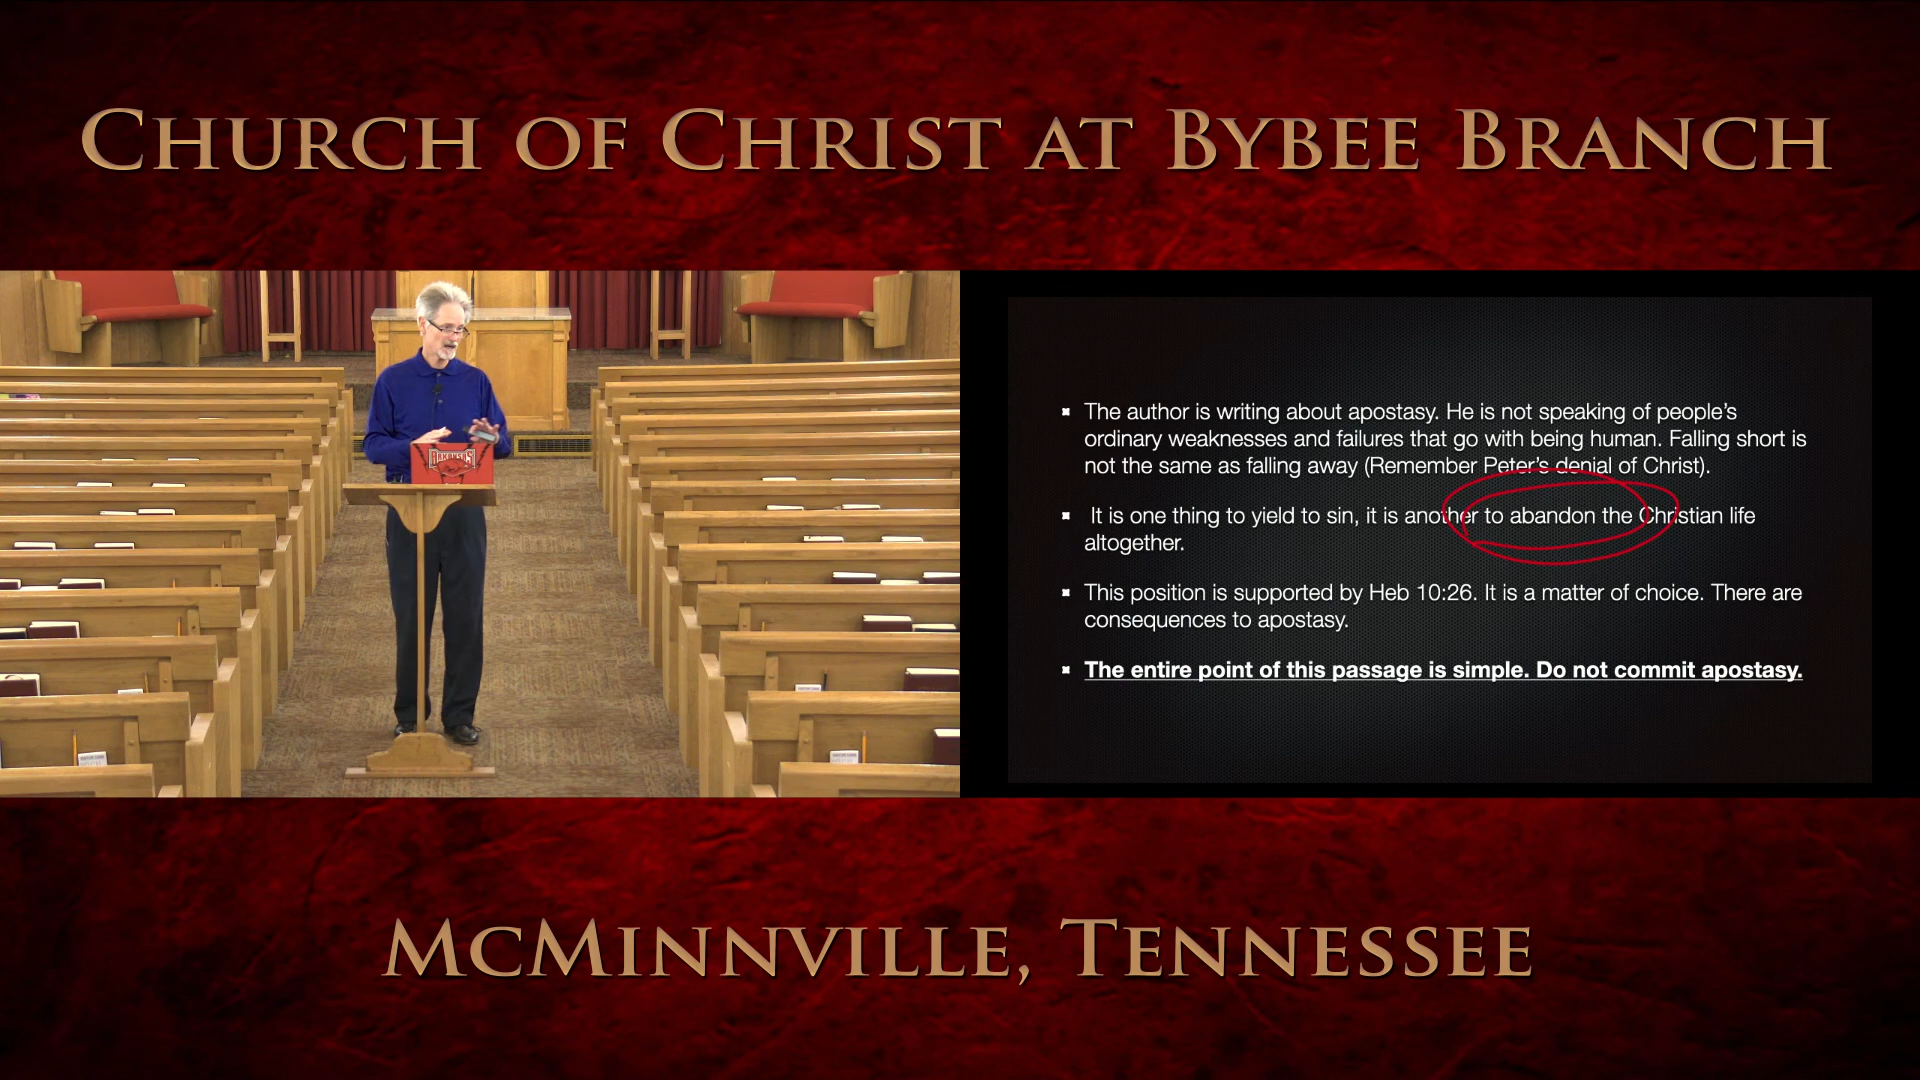 Church of Christ at Bybee Branch
ARKANSAS
The author is writing about apostasy. He is not speaking of people’s
ordinary weaknesses and failures that go with being human. Falling short is
not the same as falling away (Remember Peter’s denial of Christ).
It is one thing to yield to sin, it is another to abandon the Christian life
altogether.
This position is supported by Heb 10:26. It is a matter of choice. There are
consequences to apostasy.
The entire point of this passage is simple. Do not commit apostasy.
McMinnville, Tennessee